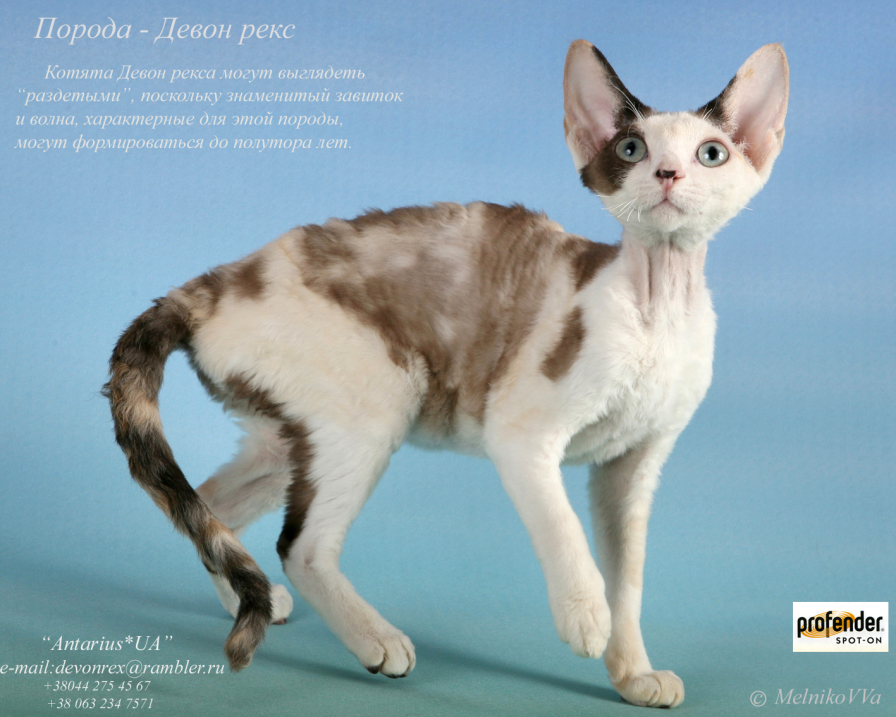 Порода - Девон рекс
Котята Девон рекса могут выглядеть
“раздетыми”, поскольку знаменитый завиток
и волна, характерные для этой породы,
могут формироваться до полутора лет.
“Antarius*UA”
e-mail:devonrex@rambler.ru
+38044 275 45 67
+38 063 234 7571
profender
SPOT-ON
© MelnikoVVa